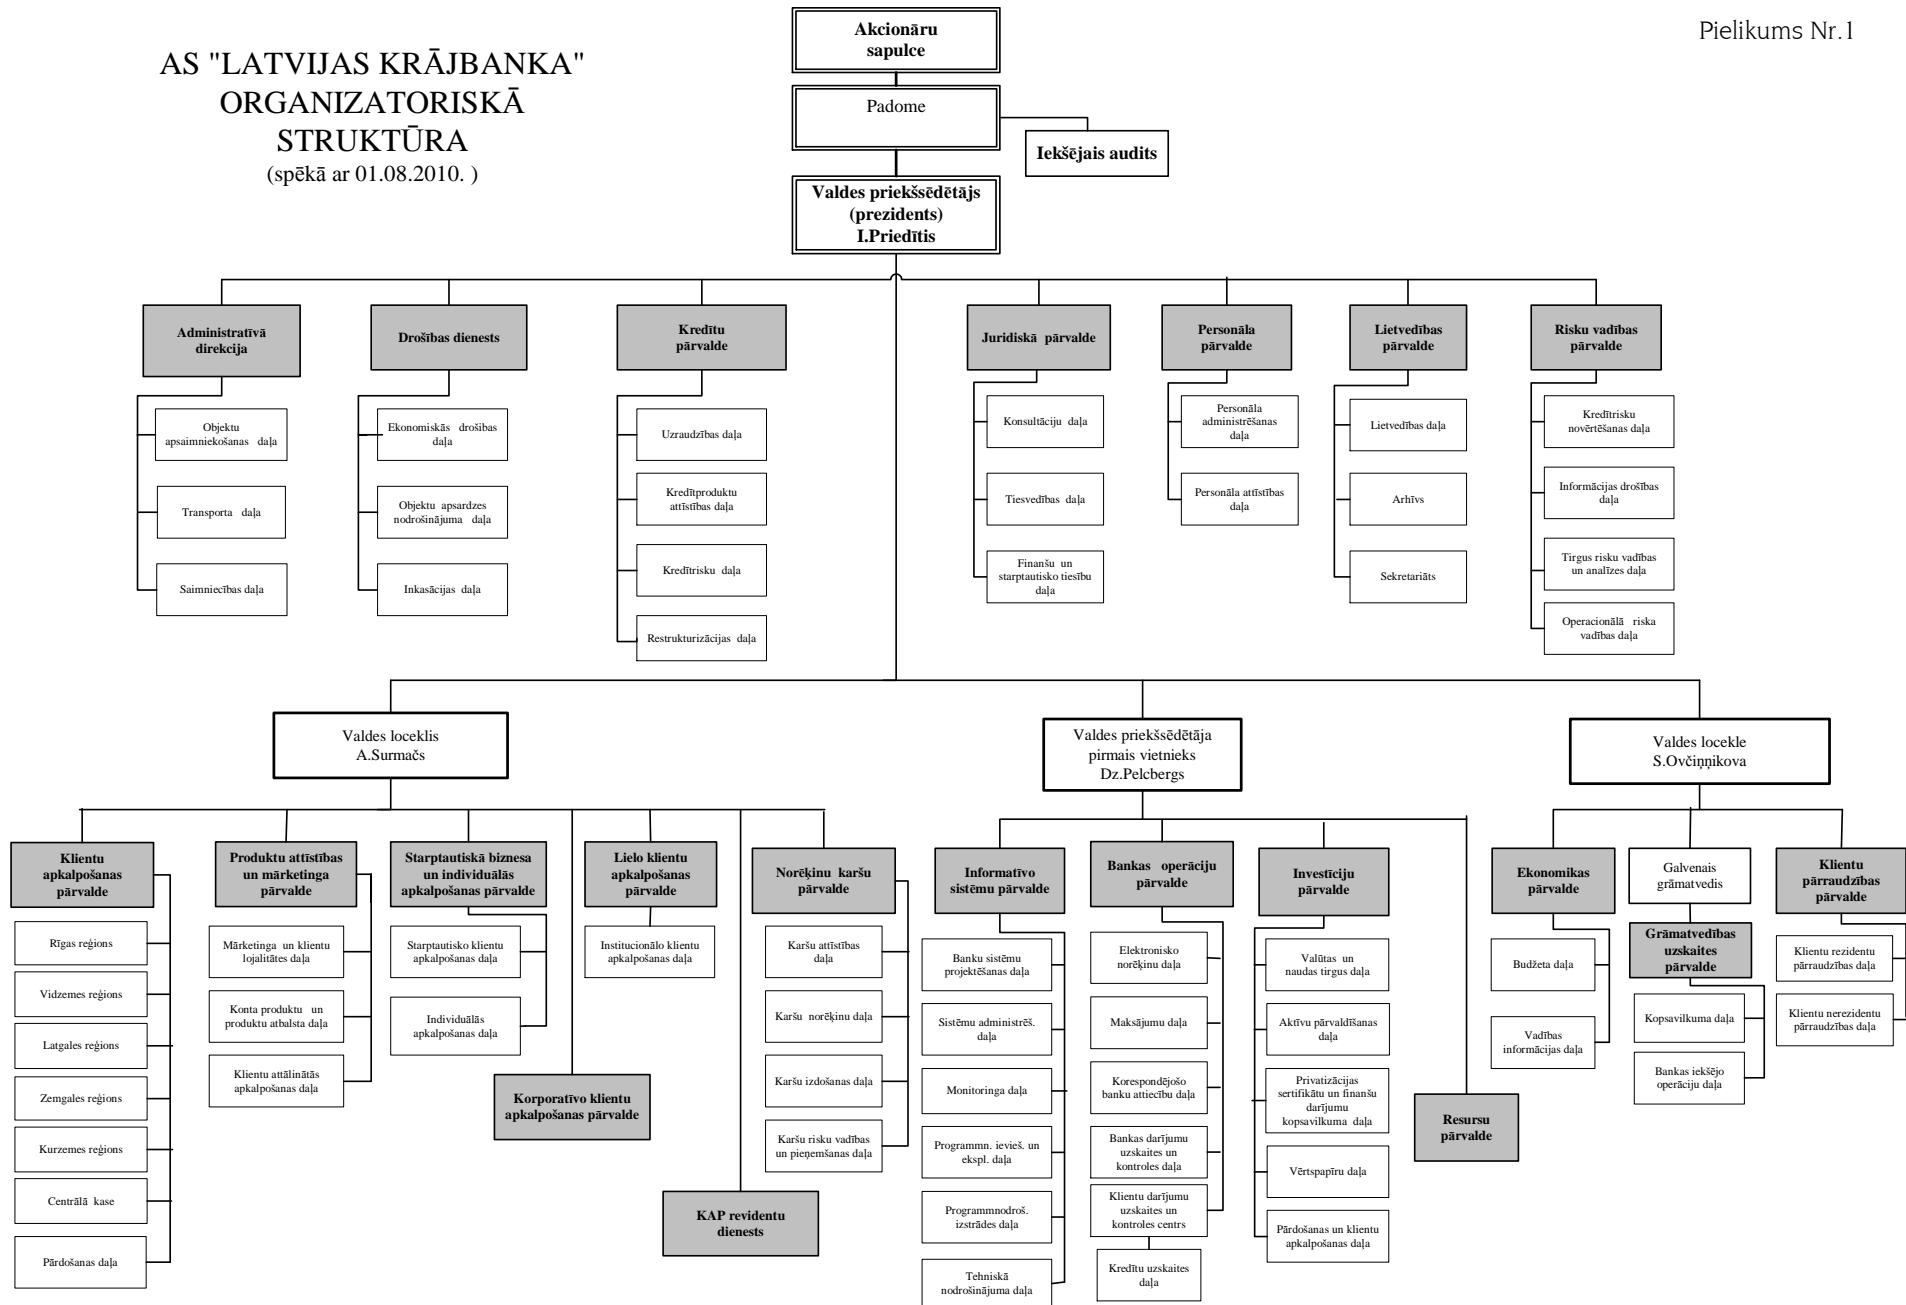 Pielikums Nr.1
AS "LATVIJAS KRĀJBANKA"
ORGANIZATORISKĀ
STRUKTŪRA
(spēkā ar 01.08.2010. )
Akcionāru
sapulce
Padome
Iekšējais audits
Valdes priekšsēdētājs
(prezidents)
I.Priedītis
Administratīvā
direkcija
Drošības dienests
Kredītu
pārvalde
Juridiskā pārvalde
Personāla
pārvalde
Lietvedības
pārvalde
Risku vadības
pārvalde
Objektu
apsaimniekošanas daļa
Transporta daļa
Saimniecības daļa
Ekonomiskās drošibas
daļa
Objektu apsardzes
nodrošinājuma daļa
Inkasācijas daļa
Uzraudzības daļa
Kredītproduktu
attīstības daļa
Kredītrisku daļa
Restrukturizācijas daļa
Konsultāciju daļa
Tiesvedības daļa
Finanšu un
starptautisko tiesību
daļa
Personāla
administrēšanas
daļa
Personāla attīstības
daļa
Lietvedības daļa
Arhīvs
Sekretariāts
Kredītrisku
novērtēšanas daļa
Informācijas drošības
daļa
Tirgus risku vadības
un analīzes daļa
Operacionālā riska
vadības daļa
Valdes loceklis
A.Surmačs
Valdes priekšsēdētāja
pirmais vietnieks
Dz.Pelcbergs
Valdes locekle
S.Ovčiņņikova
Klientu
apkalpošanas
pārvalde
Rīgas reģions
Vidzemes reģions
Latgales reģions
Zemgales reģions
Kurzemes reģions
Centrālā kase
Pārdošanas daļa
Produktu attīstības
un mārketinga
pārvalde
Mārketinga un klientu
lojalitātes daļa
Konta produktu un
produktu atbalsta daļa
Klientu attālinātās
apkalpošanas daļa
Starptautiskā biznesa
un individuālās
apkalpošanas pārvalde
Starptautisko klientu
apkalpošanas daļa
Individuālās
apkalpošanas daļa
Korporatīvo klientu
apkalpošanas pārvalde
Lielo klientu
apkalpošanas
pārvalde
Institucionālo klientu
apkalpošanas daļa
KAP revidentu
dienests
Norēķinu karšu
pārvalde
Karšu attīstības
daļa
Karšu norēķinu daļa
Karšu izdošanas daļa
Karšu risku vadības
un pieņemšanas daļa
Informatīvo
sistēmu pārvalde
Banku sistēmu
projektēšanas daļa
Sistēmu administrēš.
daļa
Monitoringa daļa
Programmn. ievieš. un
ekspl. daļa
Programmnodroš.
izstrādes daļa
Tehniskā
nodrošinājuma daļa
Bankas operāciju
pārvalde
Elektronisko
norēķinu daļa
Maksājumu daļa
Korespondējošo
banku attiecību daļa
Bankas darījumu
uzskaites un
kontroles daļa
Klientu darījumu
uzskaites un
kontroles centrs
Kredītu uzskaites
daļa
Investīciju
pārvalde
Valūtas un
naudas tirgus daļa
Aktīvu pārvaldīšanas
daļa
Privatizācijas
sertifikātu un finanšu
darījumu
kopsavilkuma daļa
Vērtspapīru daļa
Pārdošanas un klientu
apkalpošanas daļa
Resursu
pārvalde
Ekonomikas
pārvalde
Budžeta daļa
Vadības
informācijas daļa
Galvenais
grāmatvedis
Grāmatvedības
uzskaites
pārvalde
Kopsavilkuma daļa
Bankas iekšējo
operāciju daļa
Klientu
pārraudzības
pārvalde
Klientu rezidentu
pārraudzības daļa
Klientu nerezidentu
pārraudzības daļa